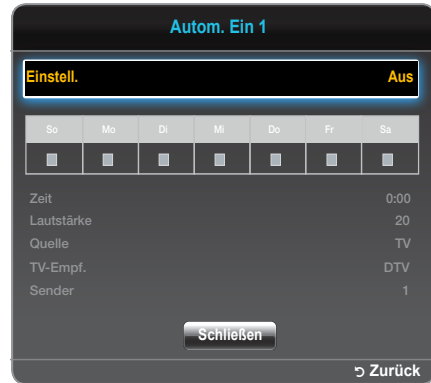 Autom. Ein 1
Einstell. Aus
So Mo Di Mi Do Fr Sa
Zeit 0:00
Lautstärke 20
Quelle TV
TV-Empf. DTV
Sender 1
Schließen
Zurück